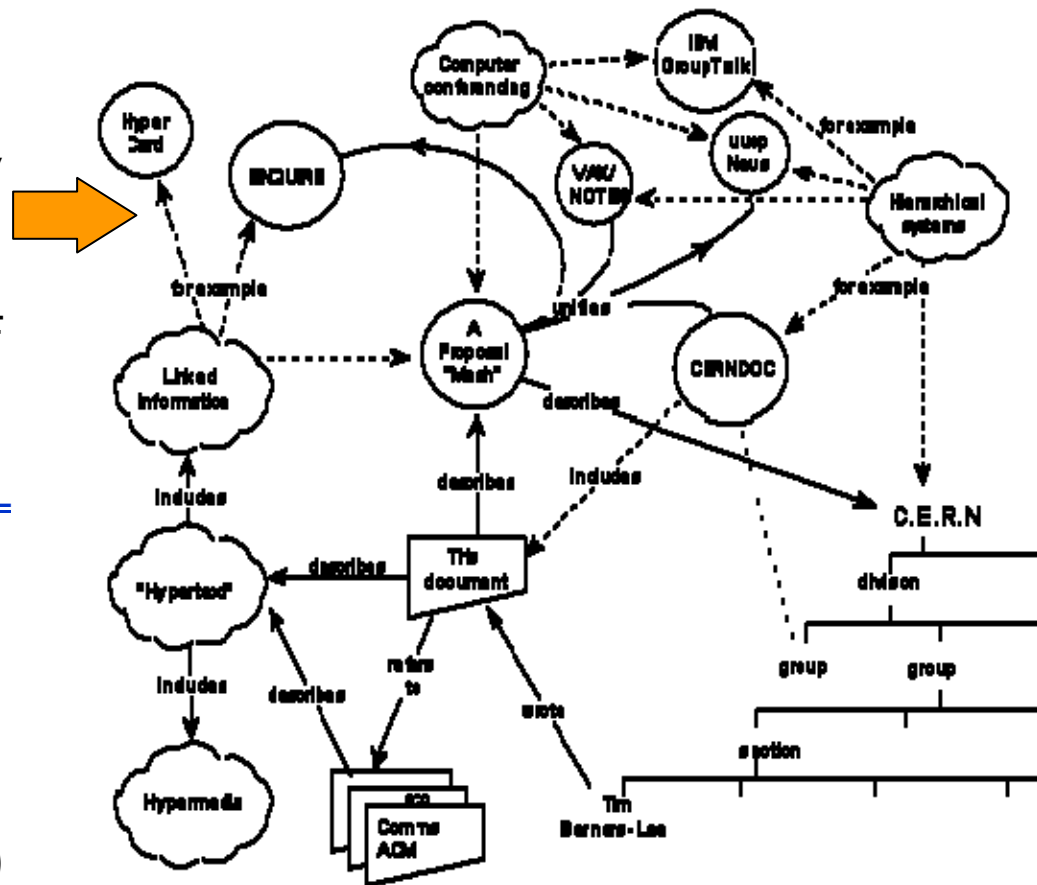 Computer
conferencing
IBM
GroupTalk
Hyper
Card
ENQUIRE
VAX/
NOTES
uucp
News
for example
Hierarchical
systems
for example
unifies
for example
A
Proposal
"Mesh"
CERNDOC
Linked
information
describes
includes
describes
includes
C.E.R.N
This
document
describes
"Hypertext"
divison
includes
describes
refers
to
wrote
group
group
section
Hypermedia
Comms
ACM
Tim
Berners-Lee